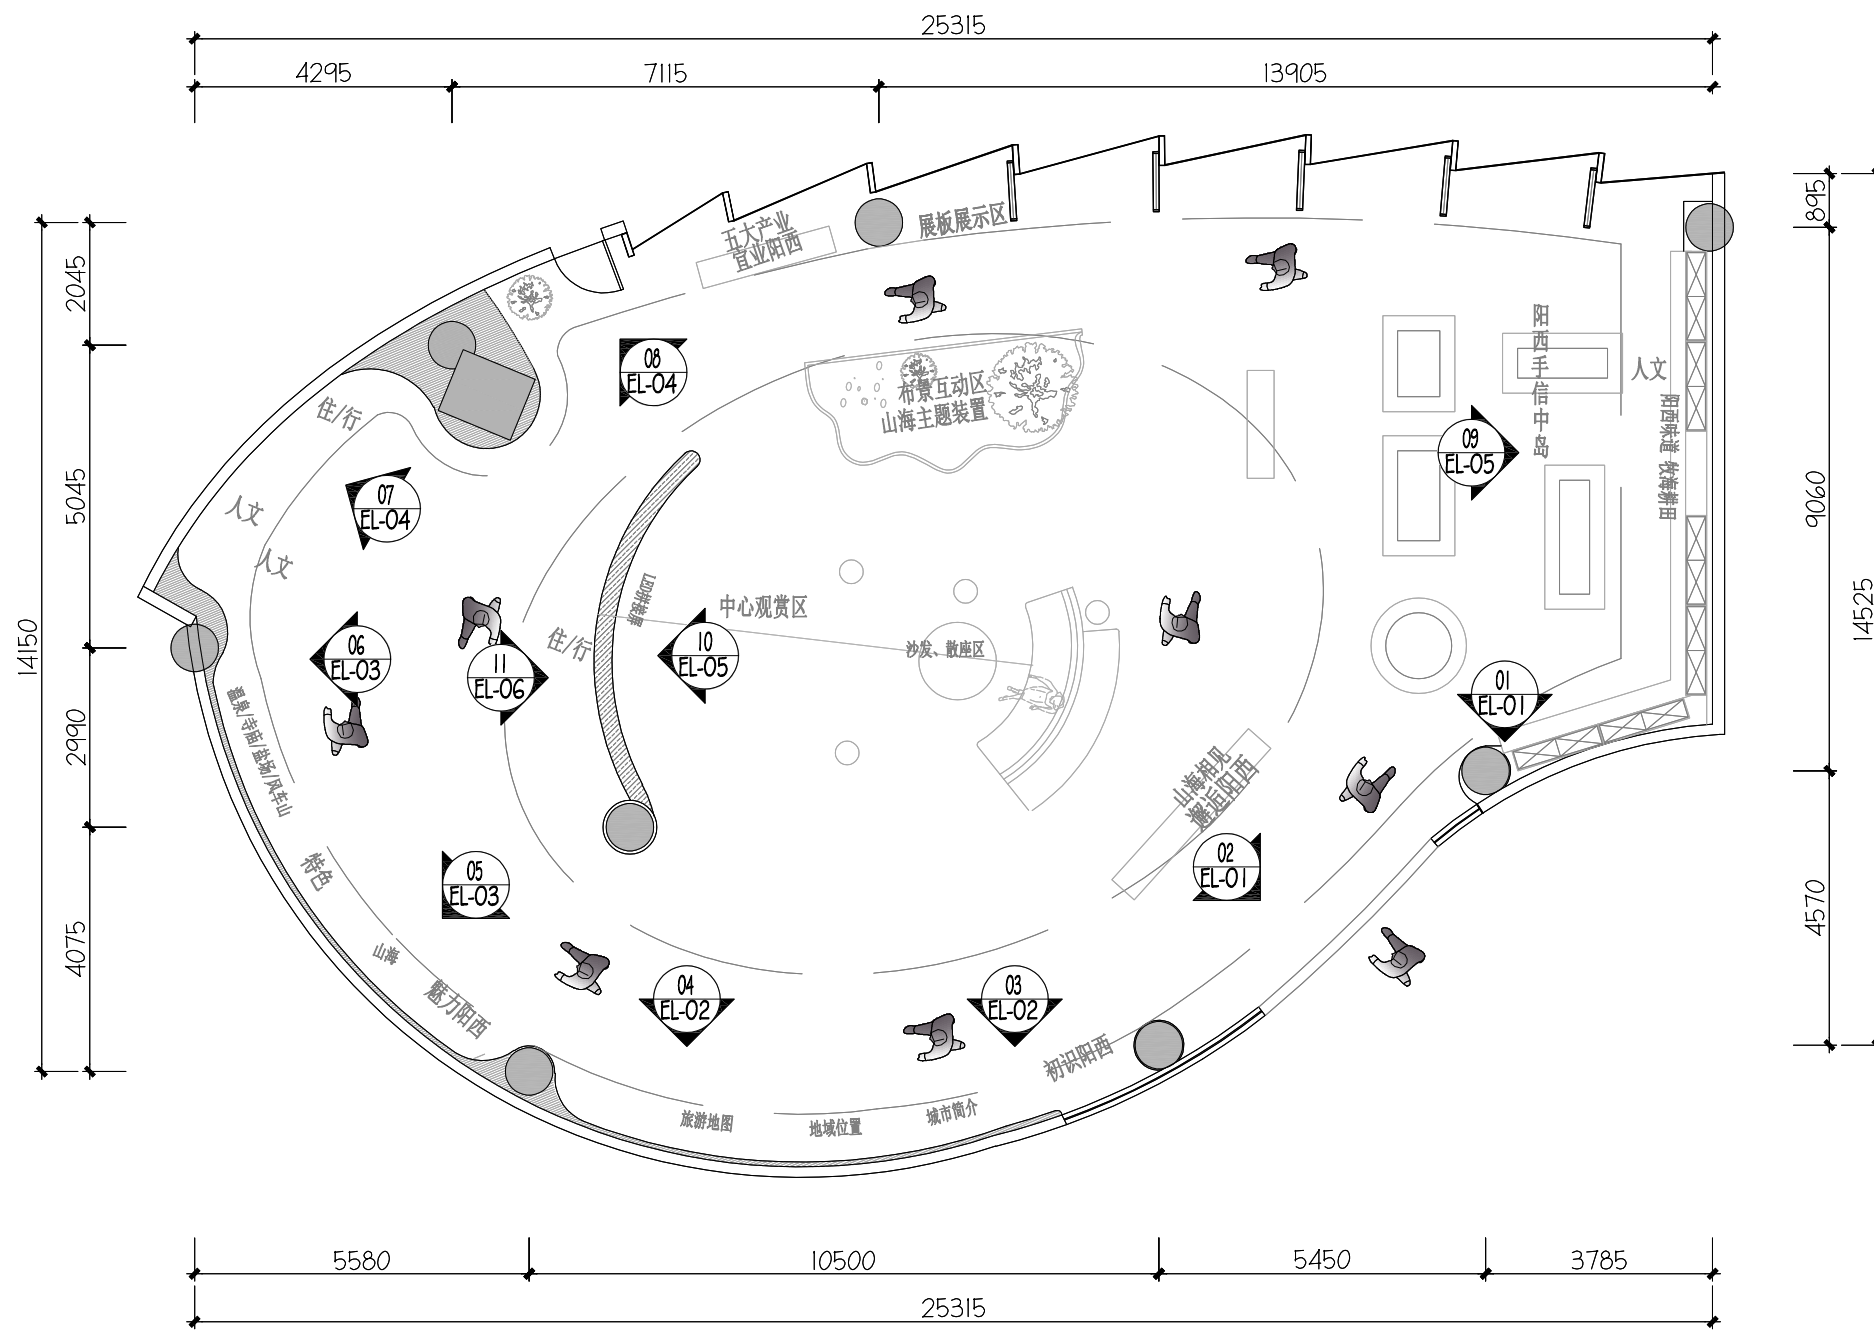 25315
4295
7115
13905
895
2045
五大产业
宜业阳西
展板展示区
08
EL-04
布景互动区
山海主题装置
阳西手信中岛
人文
住/行
阳西味道 牧海耕田
09
EL-05
5045
9060
07
EL-04
人文
人文
14150
14525
LED拼接屏
中心观赏区
住/行
沙发、散座区
06
EL-03
11
EL-06
10
EL-05
01
EL-01
2990
温泉/寺庙/盐场/风车山
山海相见
邂逅阳西
02
EL-01
05
EL-03
特色
4570
4075
山海
魅力阳西
04
EL-02
03
EL-02
初识阳西
旅游地图
地域位置
城市简介
5580
10500
5450
3785
25315